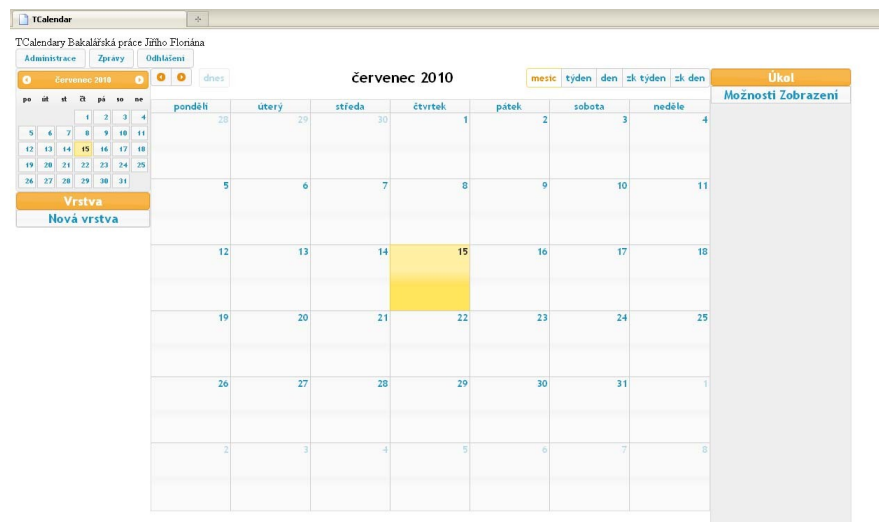 TCalendar
TCalendary Bakalářská práce Jiřího Floriána
Administrace Zprávy Odhlášení
červenec 2010
po út st čt pá so ne
1 2 3 4
5 6 7 8 9 10 11
12 13 14 15 16 17 18
19 20 21 22 23 24 25
26 27 28 29 30 31
Vrstva
Nová vrstva
dnes červenec 2010 mesic týden den zk týden zk den
pondělí úterý středa čtvrtek pátek sobota neděle
28 29 30 1 2 3 4
5 6 7 8 9 10 11
12 13 14 15 16 17 18
19 20 21 22 23 24 25
26 27 28 29 30 31 1
2 3 4 5 6 7 8
Úkol
Možnosti Zobrazení